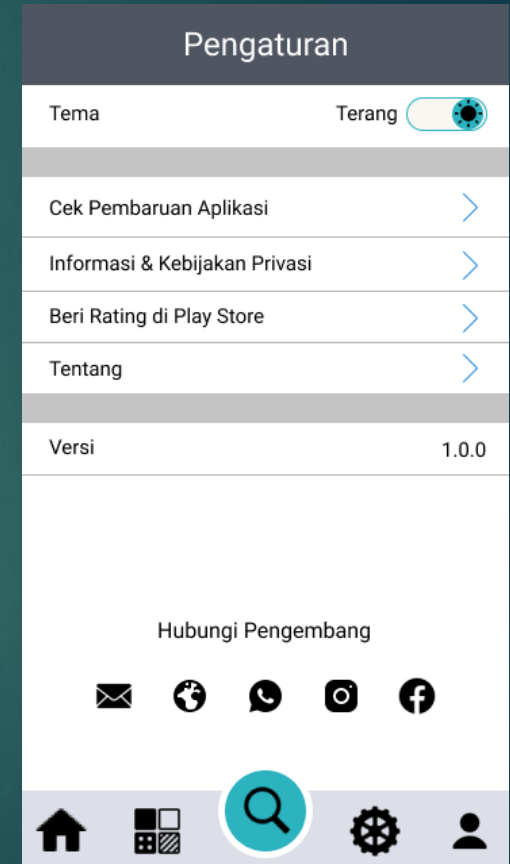 Pengaturan
Tema Terang
Cek Pembaruan Aplikasi
Informasi & Kebijakan Privasi
Beri Rating di Play Store
Tentang
Versi 1.0.0
Hubungi Pengembang